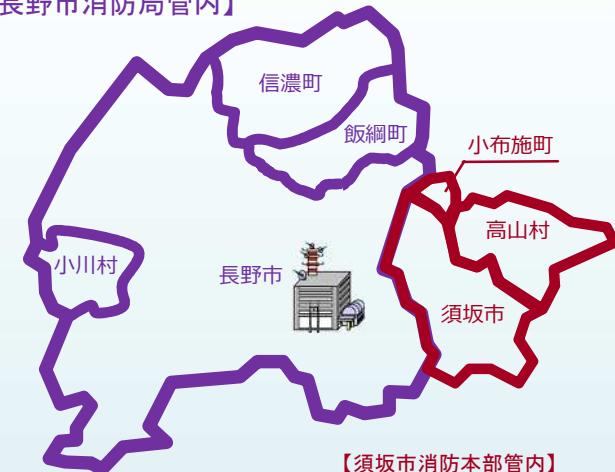 長野市消防局管内】
信濃町
飯綱町
小布施町
高山村
小川村
長野市
須坂市
【須坂市消防本部管内】